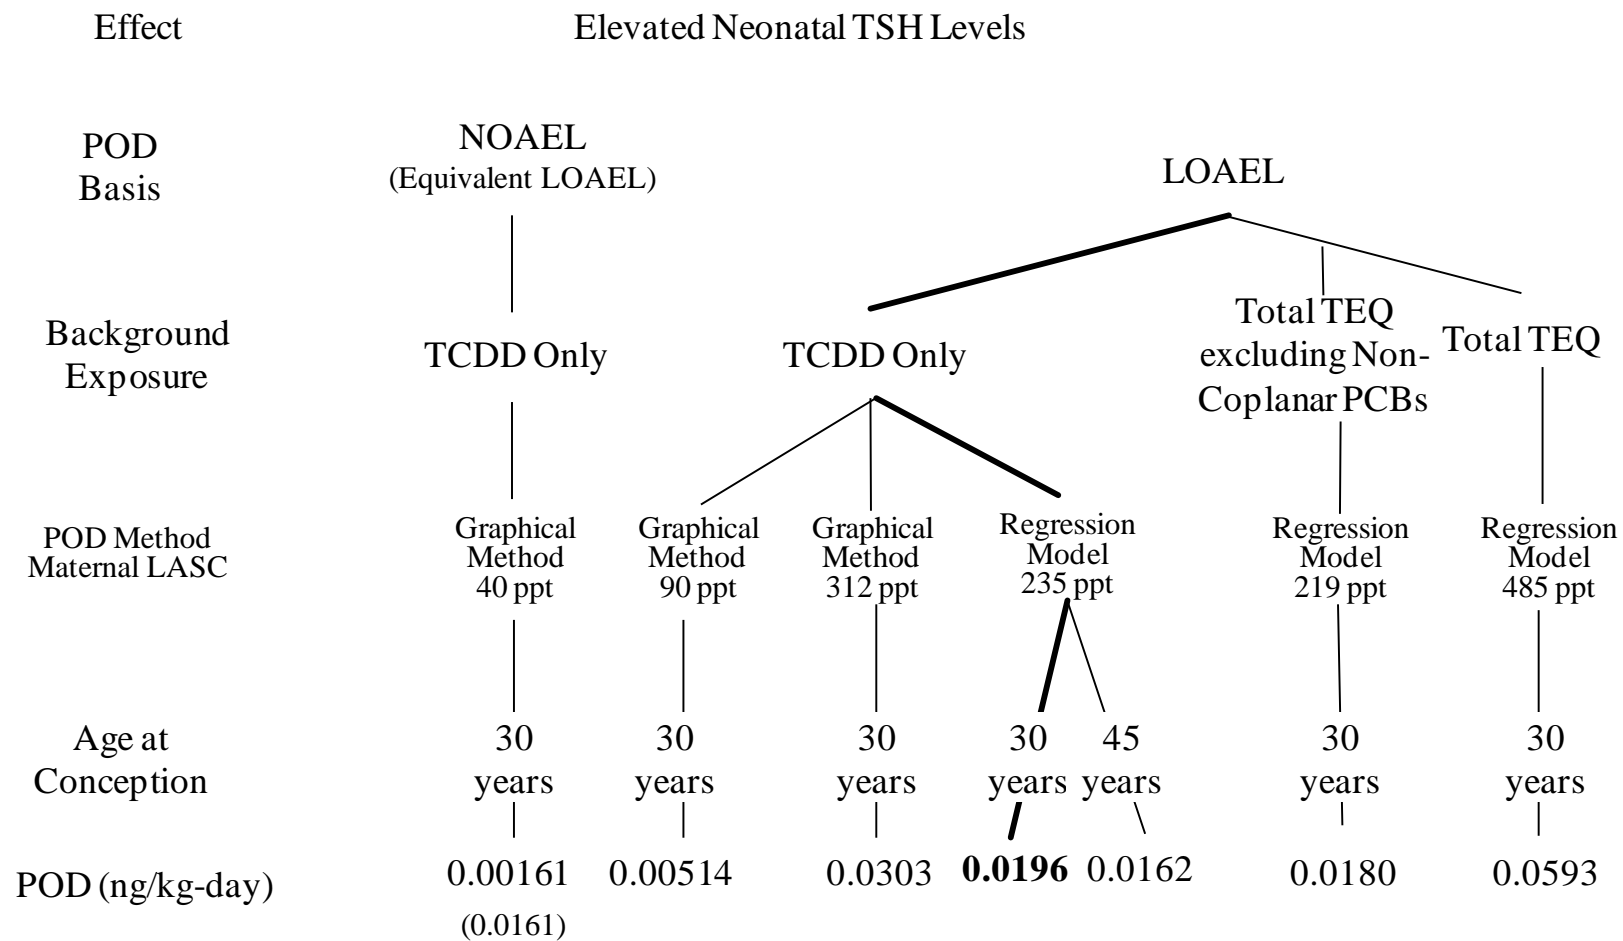 Effect
Elevated Neonatal TSH Levels
POD
Basis
NOAEL
(Equivalent LOAEL)
LOAEL
Background
Exposure
TCDD Only
TCDD Only
Total TEQ
excluding Non-
Coplanar PCBs
Total TEQ
POD Method
Maternal LASC
Graphical
Method
40 ppt
Graphical
Method
90 ppt
Graphical
Method
312 ppt
Regression
Model
235 ppt
Regression
Model
219 ppt
Regression
Model
485 ppt
Age at
Conception
30
years
30
years
30
years
30
years
45
years
30
years
30
years
POD (ng/kg-day)
0.00161
(0.0161)
0.00514
0.0303
0.0196
0.0162
0.0180
0.0593